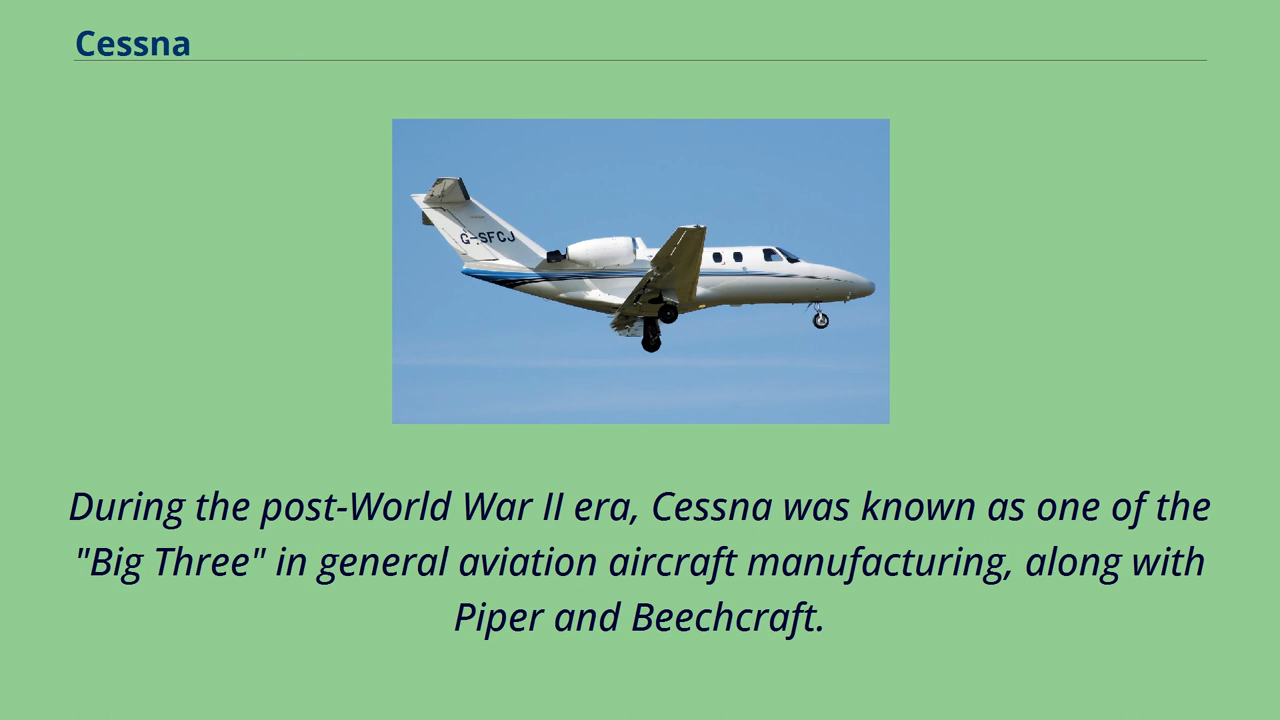 Cessna
G-SFCJ
During the post-World War II era, Cessna was known as one of the
"Big Three" in general aviation aircraft manufacturing, along with
Piper and Beechcraft.